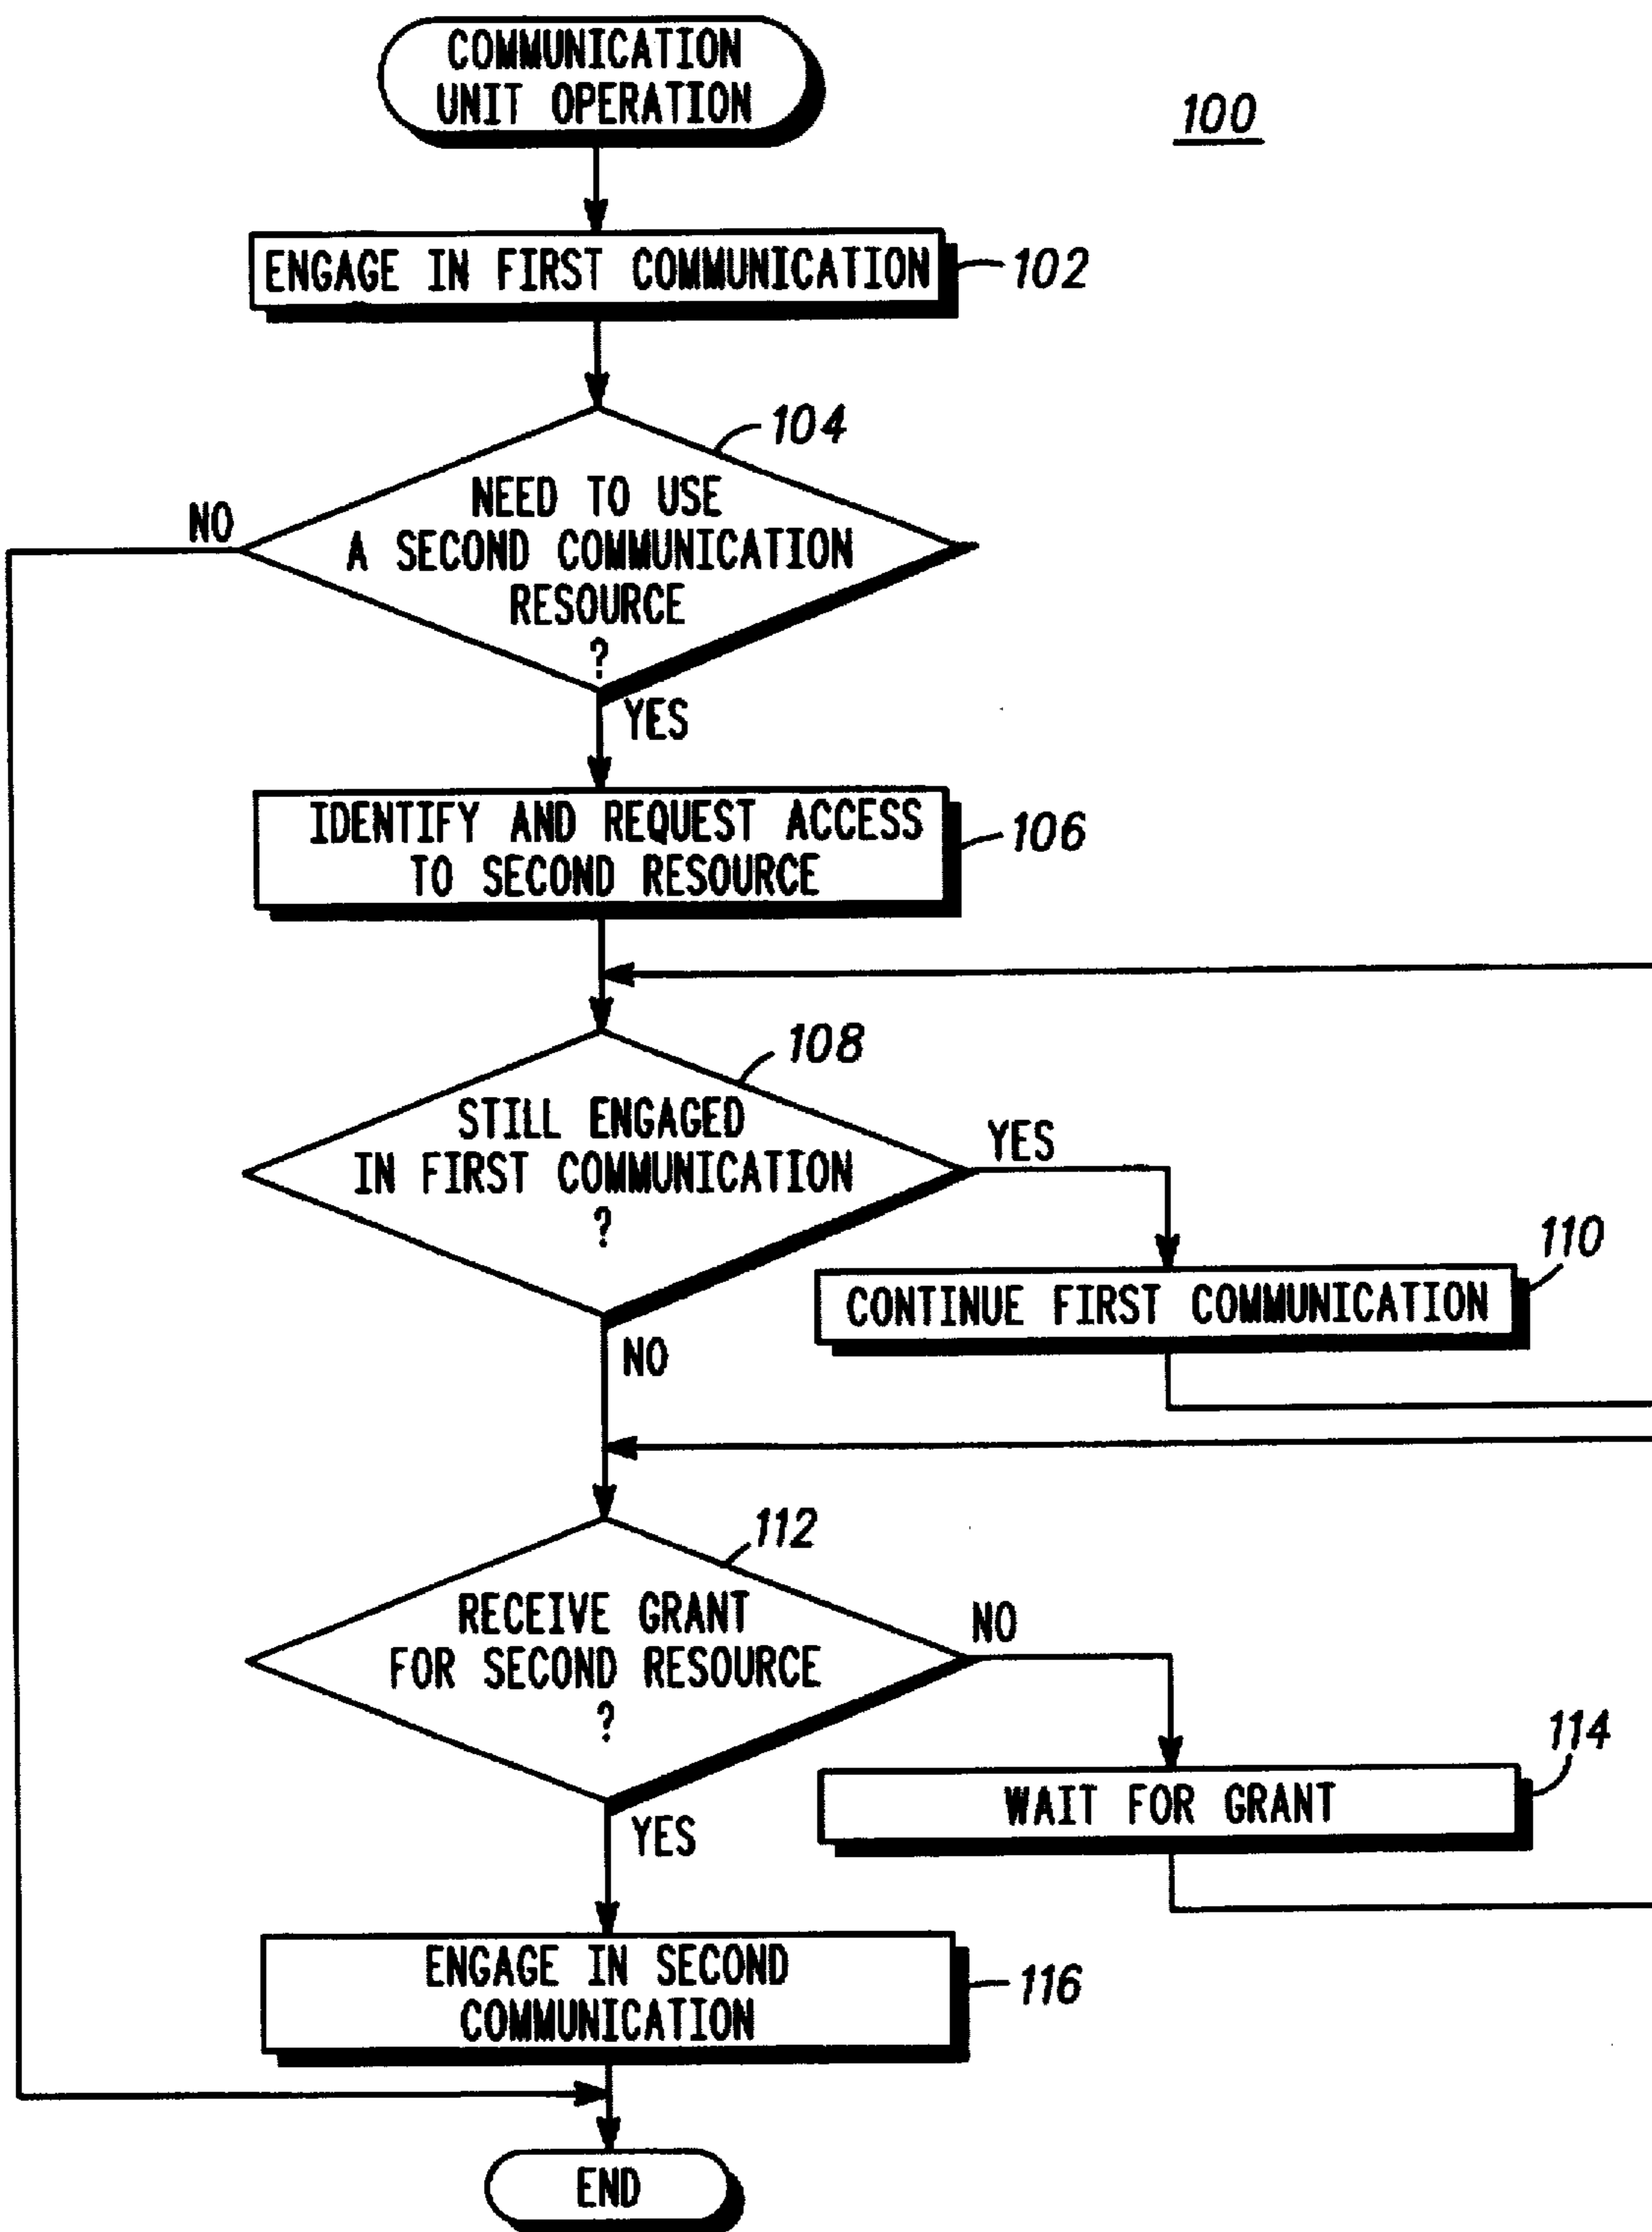 COMMUNICATION
UNIT OPERATION
100
ENGAGE IN FIRST COMMUNICATION
102
104
NEED TO USE
A SECOND COMMUNICATION
RESOURCE
?
NO
YES
IDENTIFY AND REQUEST ACCESS
TO SECOND RESOURCE
106
108
STILL ENGAGED
IN FIRST COMMUNICATION
?
YES
110
CONTINUE FIRST COMMUNICATION
NO
112
RECEIVE GRANT
FOR SECOND RESOURCE
?
NO
114
WAIT FOR GRANT
YES
ENGAGE IN SECOND
COMMUNICATION
116
END